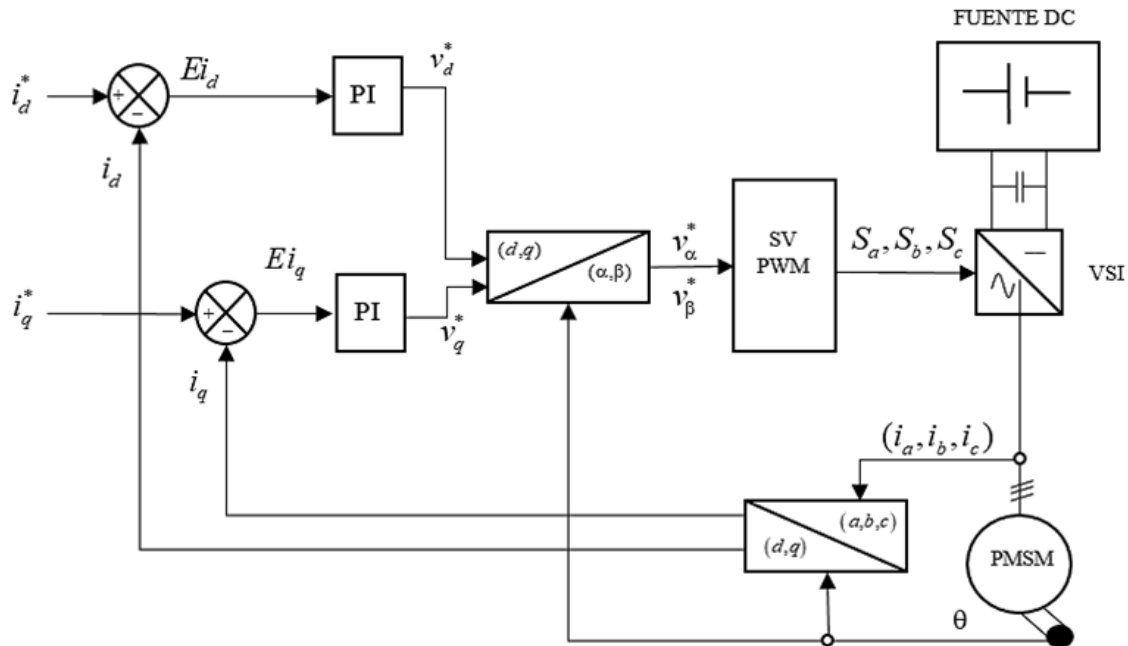 FUENTE DC
i_d^*
+
−
Ei_d
PI
v_d^*
i_d
(d,q)
(α,β)
v_α^*
v_β^*
SV
PWM
S_a, S_b, S_c
VSI
i_q^*
+
-
Ei_q
PI
v_q^*
i_q
(i_a, i_b, i_c)
(a,b,c)
(d,q)
PMSM
θ